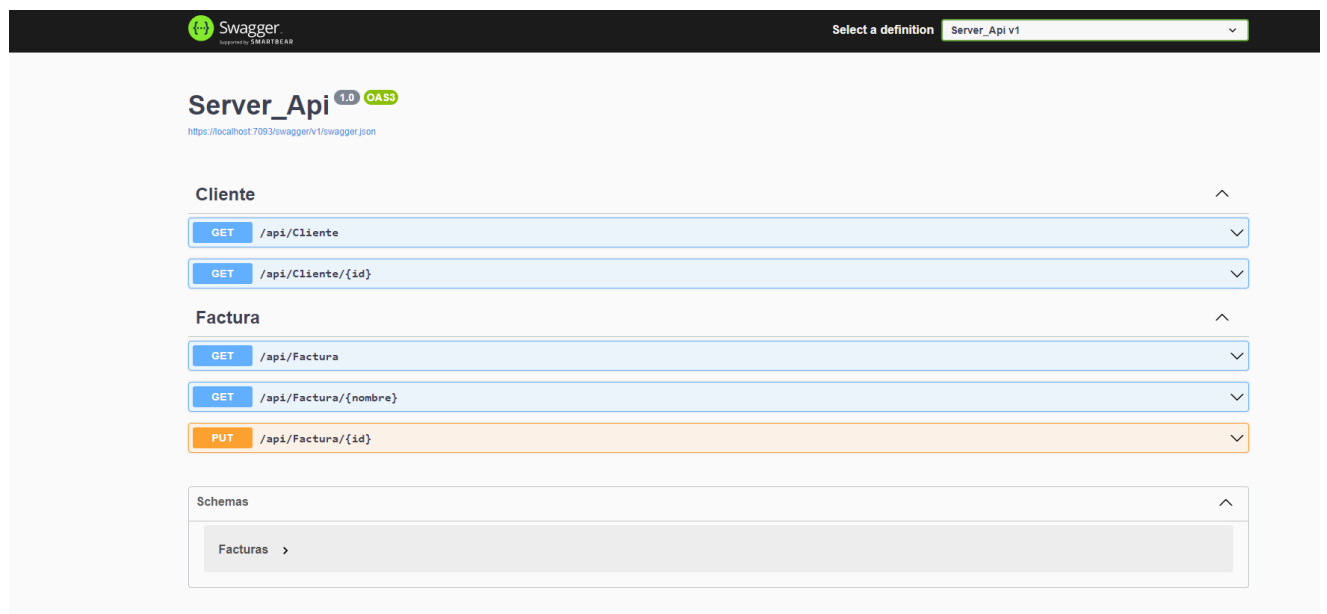 Swagger.
Supported by SMARTBEAR
Select a definition
Server_Api v1
Server_Api 1.0 OAS3
https://localhost:7093/swagger/v1/swagger.json
Cliente
GET /api/Cliente
GET /api/Cliente/{id}
Factura
GET /api/Factura
GET /api/Factura/{nombre}
PUT /api/Factura/{id}
Schemas
Facturas